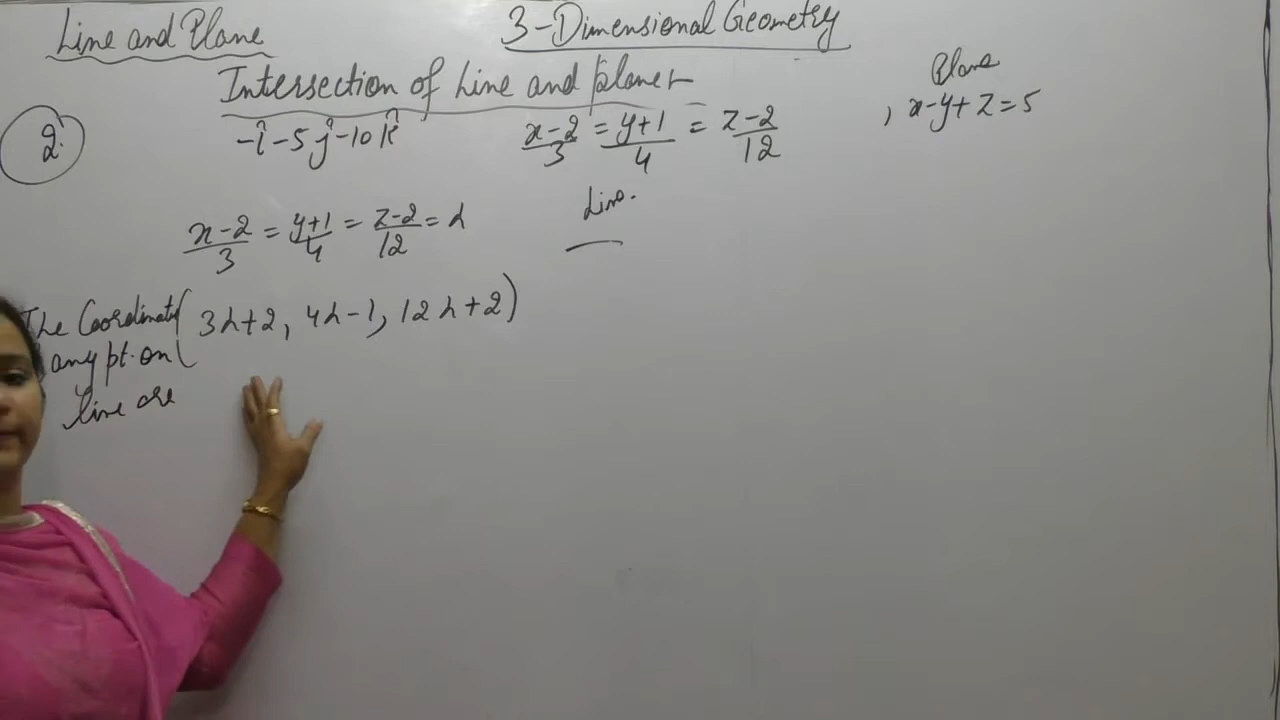 Line and Plane
3-Dimensional Geometry
Intersection of Line and planer
Plane
2.
-î-5ĵ-10k̂
x-2/3 = y+1/4 = z-2/12
, x-y+z=5
Line.
x-2/3 = y+1/4 = z-2/12 = λ
The Coordinate (3λ+2, 4λ-1, 12λ+2)
any pt. on
line are